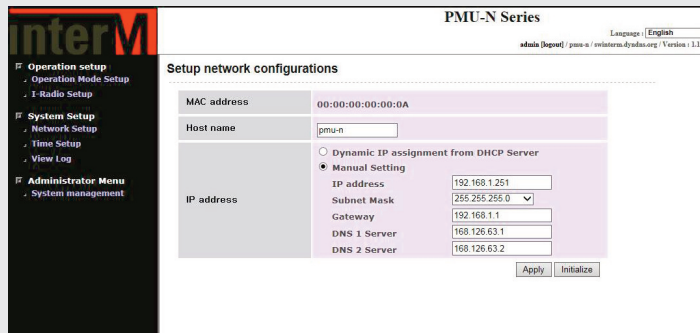 inter M
PMU-N Series
Language : English
admin [logout] / pmu-n / swinterm.dyndns.org / Version : 1.1
Operation setup
Operation Mode Setup
I-Radio Setup
System Setup
Network Setup
Time Setup
View Log
Administrator Menu
System management
Setup network configurations
MAC address 00:00:00:00:00:0A
Host name pmu-n
IP address
Dynamic IP assignment from DHCP Server
Manual Setting
IP address 192.168.1.251
Subnet Mask 255.255.255.0
Gateway 192.168.1.1
DNS 1 Server 168.126.63.1
DNS 2 Server 168.126.63.2
Apply Initialize